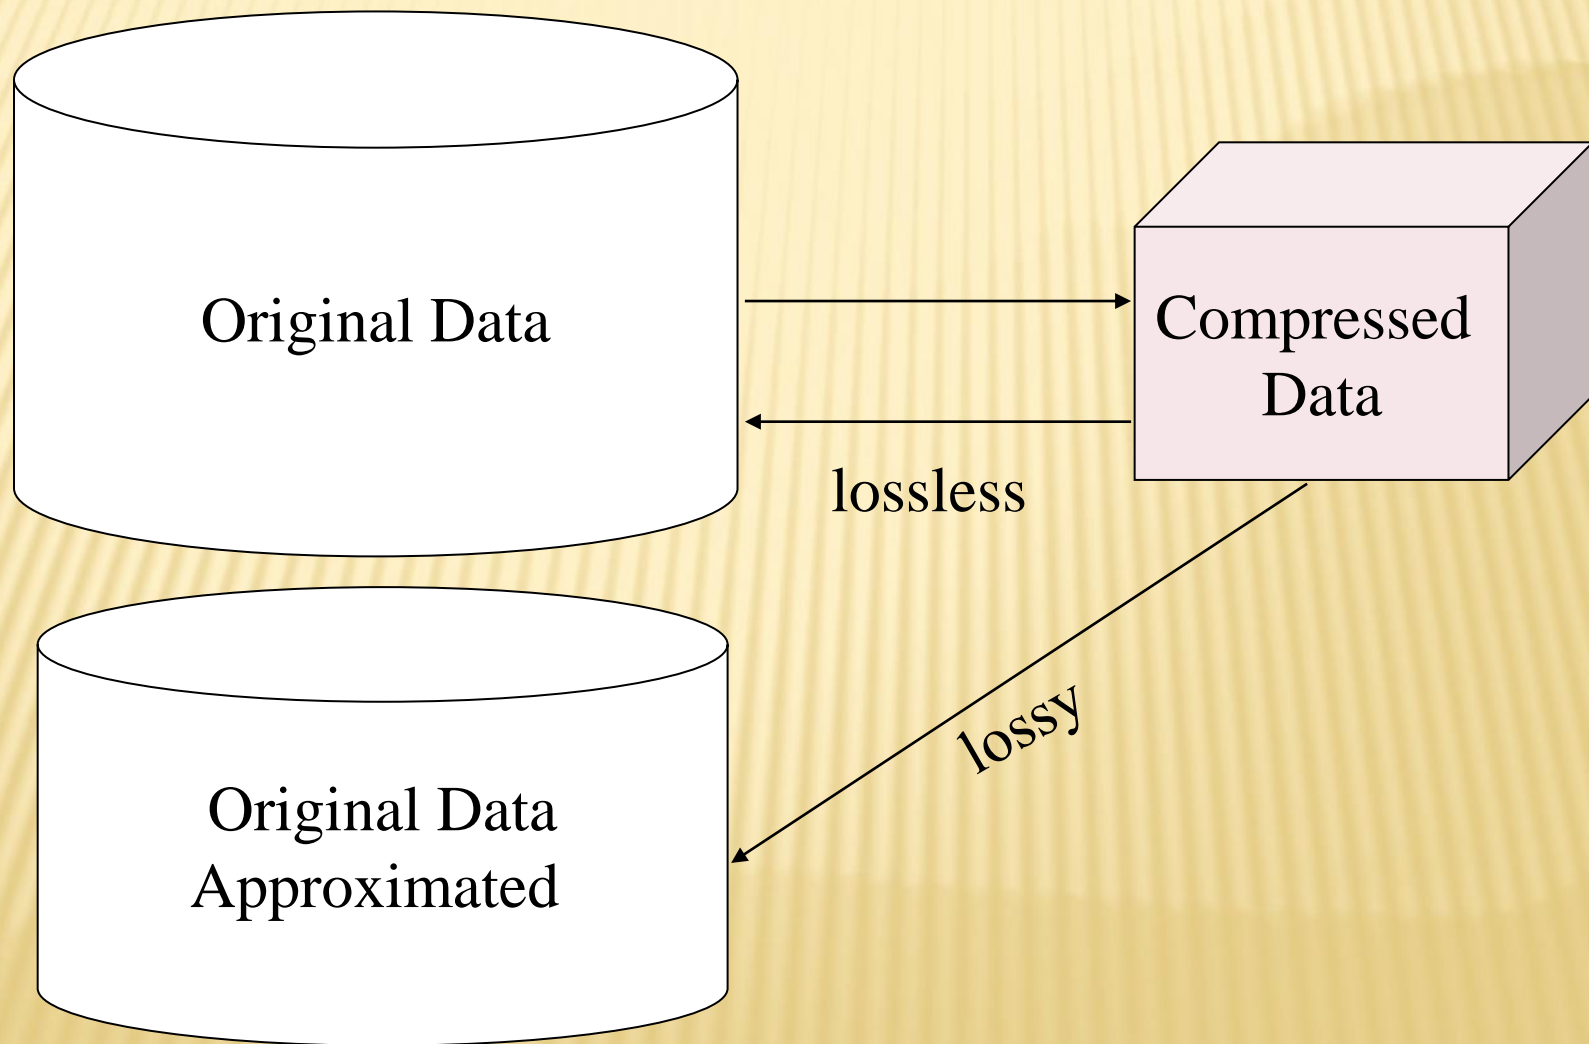 Original Data
Compressed
Data
lossless
lossy
Original Data
Approximated